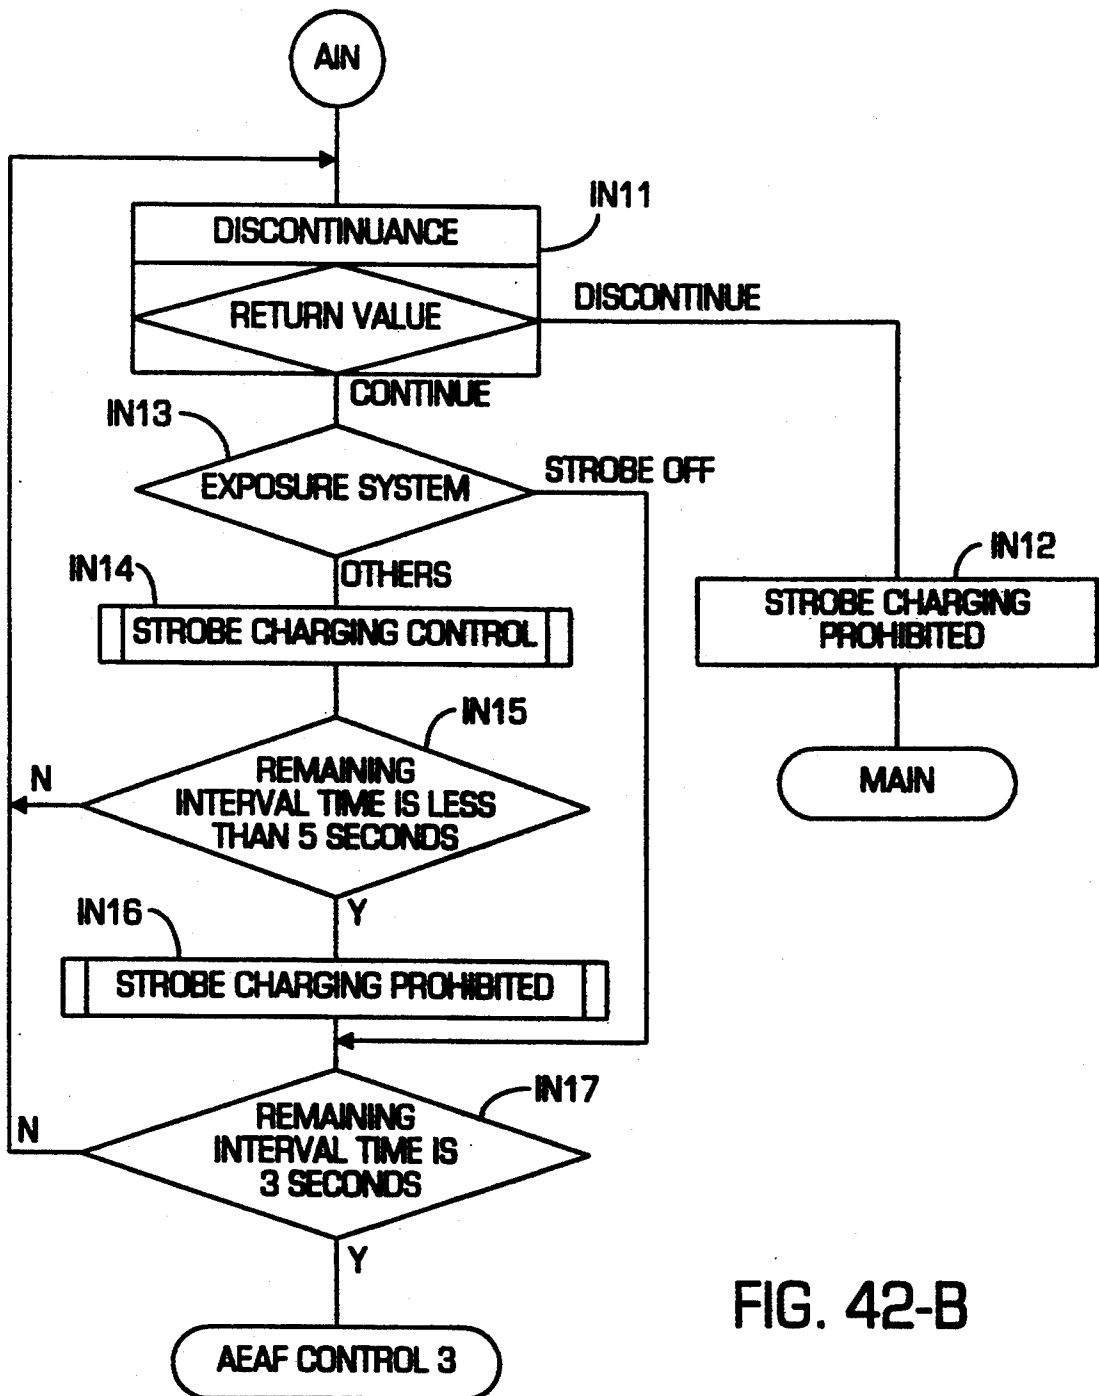 AIN
IN11
DISCONTINUANCE
RETURN VALUE
DISCONTINUE
CONTINUE
IN13
EXPOSURE SYSTEM
STROBE OFF
OTHERS
IN14
STROBE CHARGING CONTROL
IN12
STROBE CHARGING
PROHIBITED
MAIN
IN15
REMAINING
INTERVAL TIME IS LESS
THAN 5 SECONDS
N
Y
IN16
STROBE CHARGING PROHIBITED
IN17
REMAINING
INTERVAL TIME IS
3 SECONDS
N
Y
AEAF CONTROL 3
FIG. 42-B